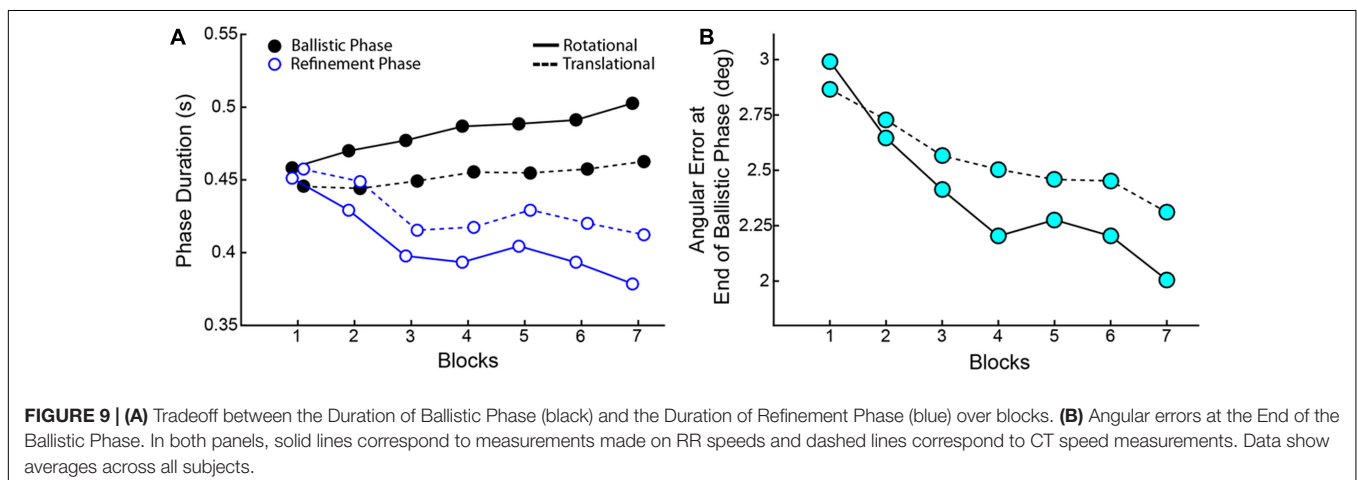 A
0.55
0.5
0.45
0.4
0.35
Phase Duration (s)
Ballistic Phase
Refinement Phase
Rotational
Translational
1 2 3 4 5 6 7
Blocks
B
3
2.75
2.5
2.25
2
Angular Error at
End of Ballistic Phase (deg)
1 2 3 4 5 6 7
Blocks
FIGURE 9 | (A) Tradeoff between the Duration of Ballistic Phase (black) and the Duration of Refinement Phase (blue) over blocks. (B) Angular errors at the End of the
Ballistic Phase. In both panels, solid lines correspond to measurements made on RR speeds and dashed lines correspond to CT speed measurements. Data show
averages across all subjects.